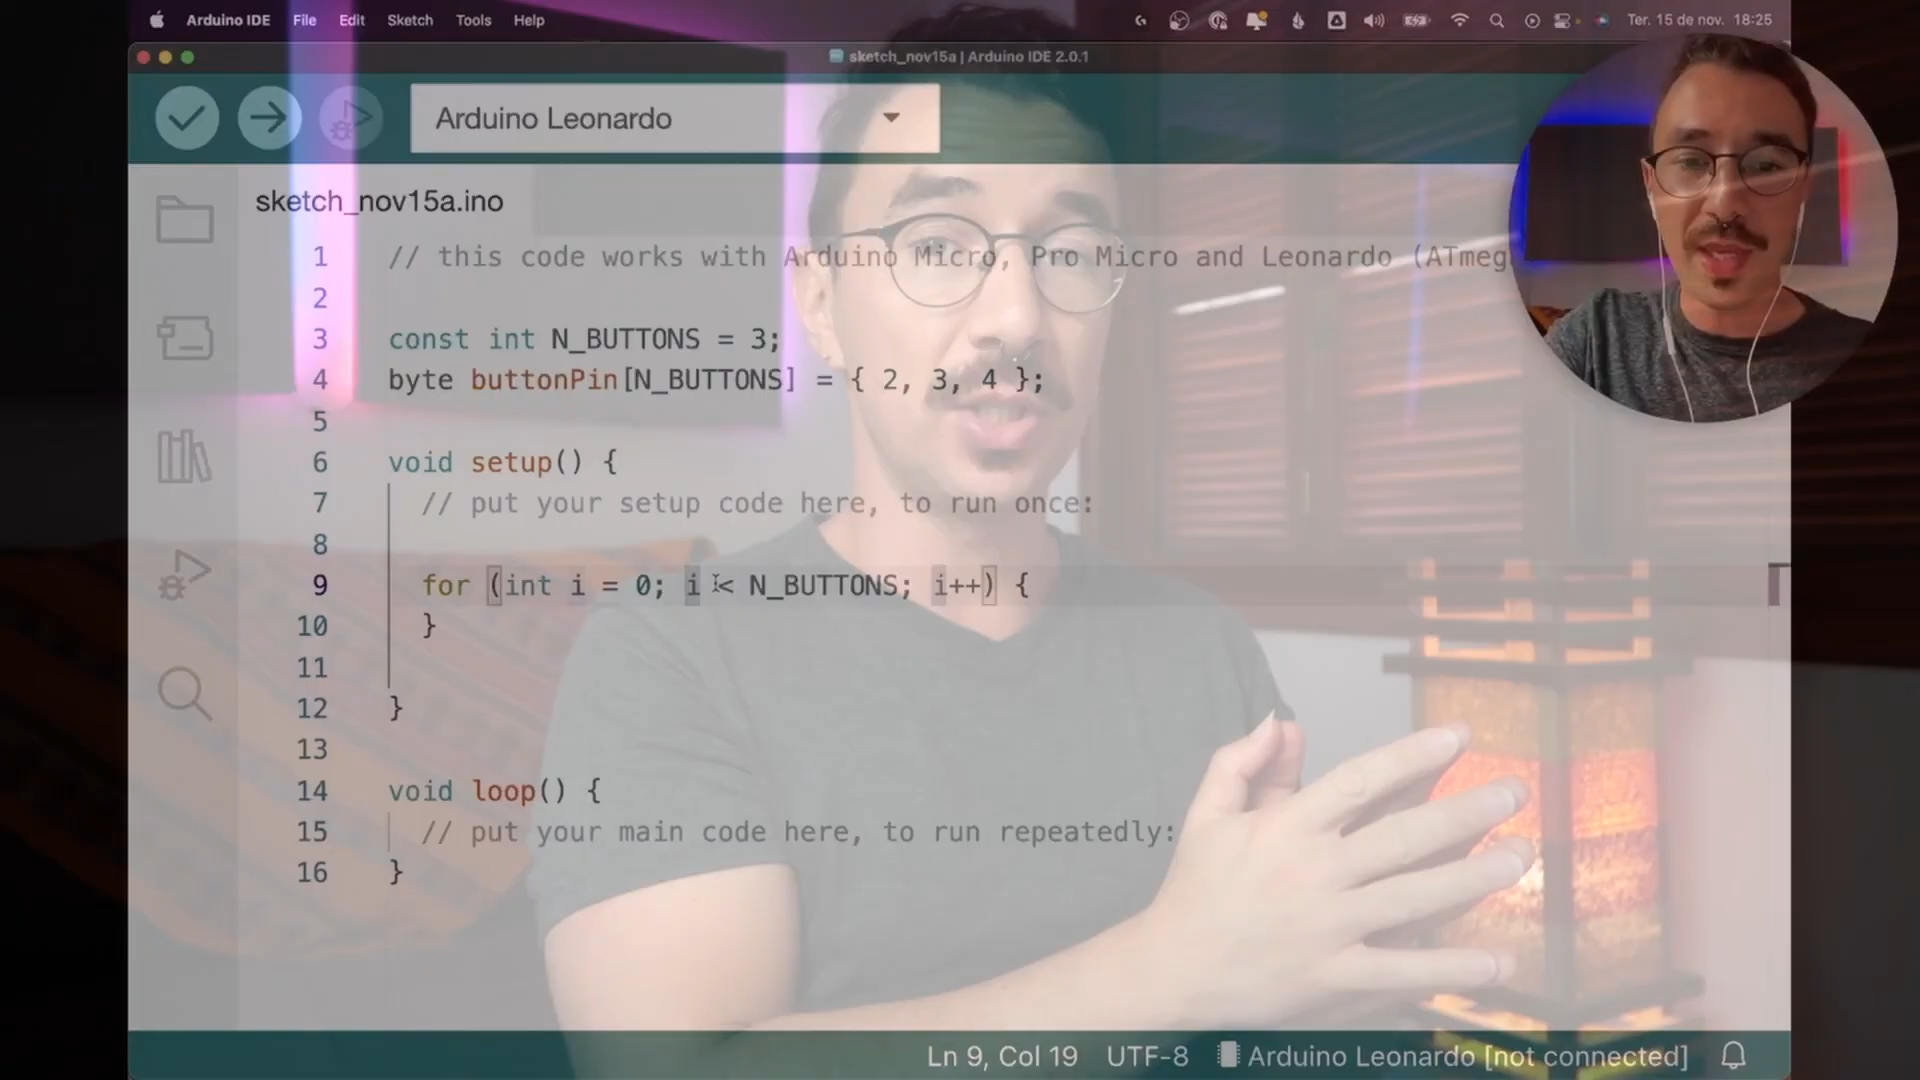 Arduino IDE File Edit Sketch Tools Help Ter. 15 de nov. 18:25
sketch_nov15a | Arduino IDE 2.0.1
Arduino Leonardo
sketch_nov15a.ino
1 // this code works with Arduino Micro, Pro Micro and Leonardo (ATmeg
2
3 const int N_BUTTONS = 3;
4 byte buttonPin[N_BUTTONS] = { 2, 3, 4 };
5
6 void setup() {
7 // put your setup code here, to run once:
8
9 for (int i = 0; i < N_BUTTONS; i++) {
10 }
11
12 }
13
14 void loop() {
15 // put your main code here, to run repeatedly:
16 }
Ln 9, Col 19 UTF-8 Arduino Leonardo [not connected]